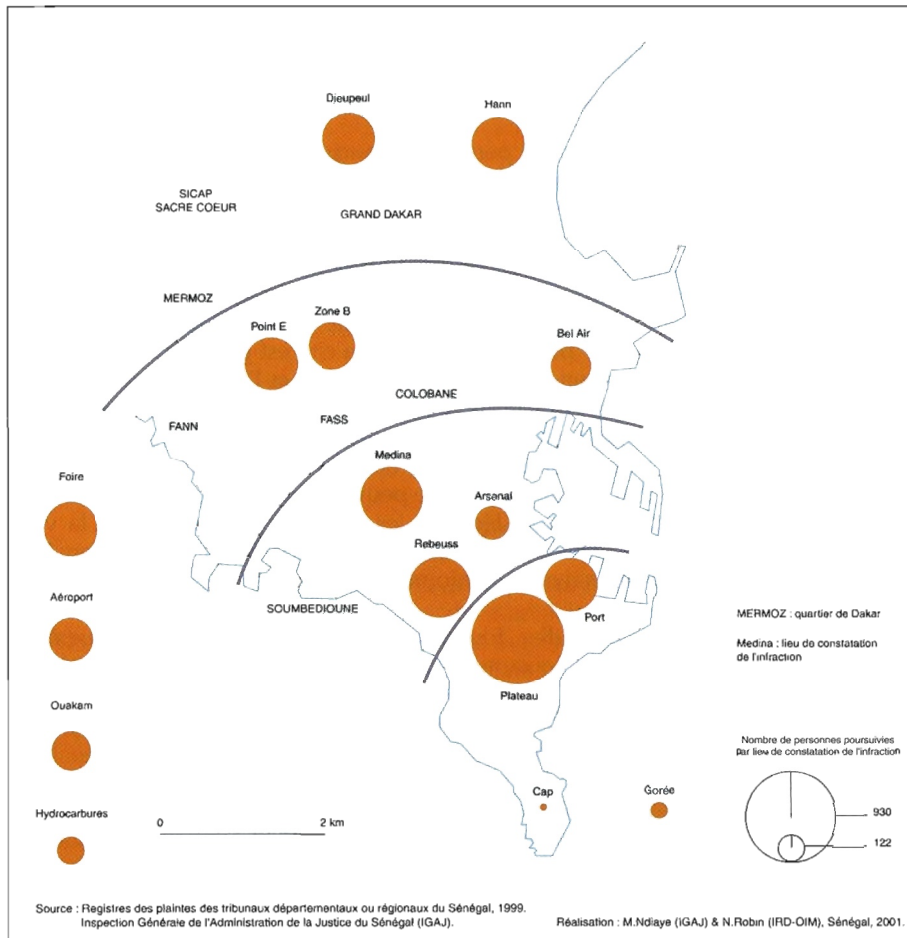 Dieupeul
Hann
SICAP
SACRE COEUR
GRAND DAKAR
MERMOZ
Zone B
Point E
Bel Air
COLOBANE
FANN
FASS
Medina
Foire
Arsenal
Rebeuss
Aéroport
SOUMBEDIOUNE
Port
MERMOZ : quartier de Dakar
Medina : lieu de constatation
de l'infraction
Plateau
Ouakam
Nombre de personnes poursuivies
par lieu de constatation de l'infraction
Cap
Gorée
Hydrocarbures
0 2 km
930
122
Source : Registres des plaintes des tribunaux départementaux ou régionaux du Sénégal, 1999.
Inspection Générale de l'Administration de la Justice du Sénégal (IGAJ).
Réalisation : M.Ndiaye (IGAJ) & N.Robin (IRD-OIM), Sénégal, 2001.